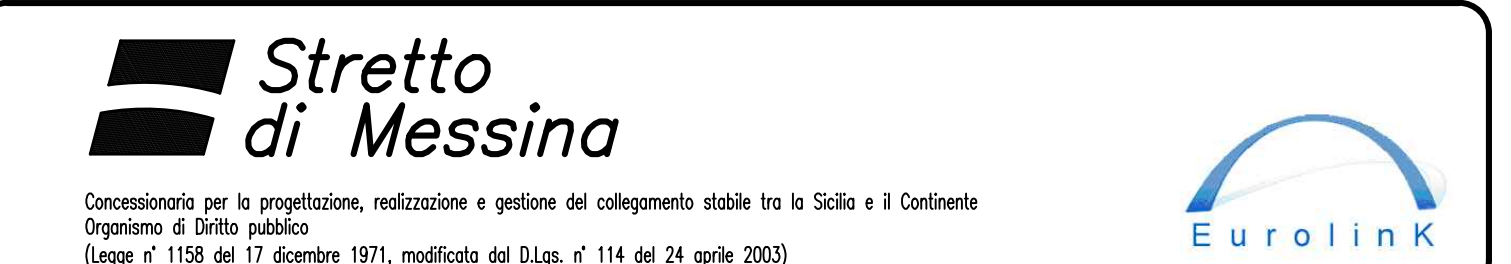 Stretto
di Messina
Concessionaria per la progettazione, realizzazione e gestione del collegamento stabile tra la Sicilia e il Continente
Organismo di Diritto pubblico
(Legge n° 1158 del 17 dicembre 1971, modificata dal D.Lgs. n° 114 del 24 aprile 2003)
EurolinK